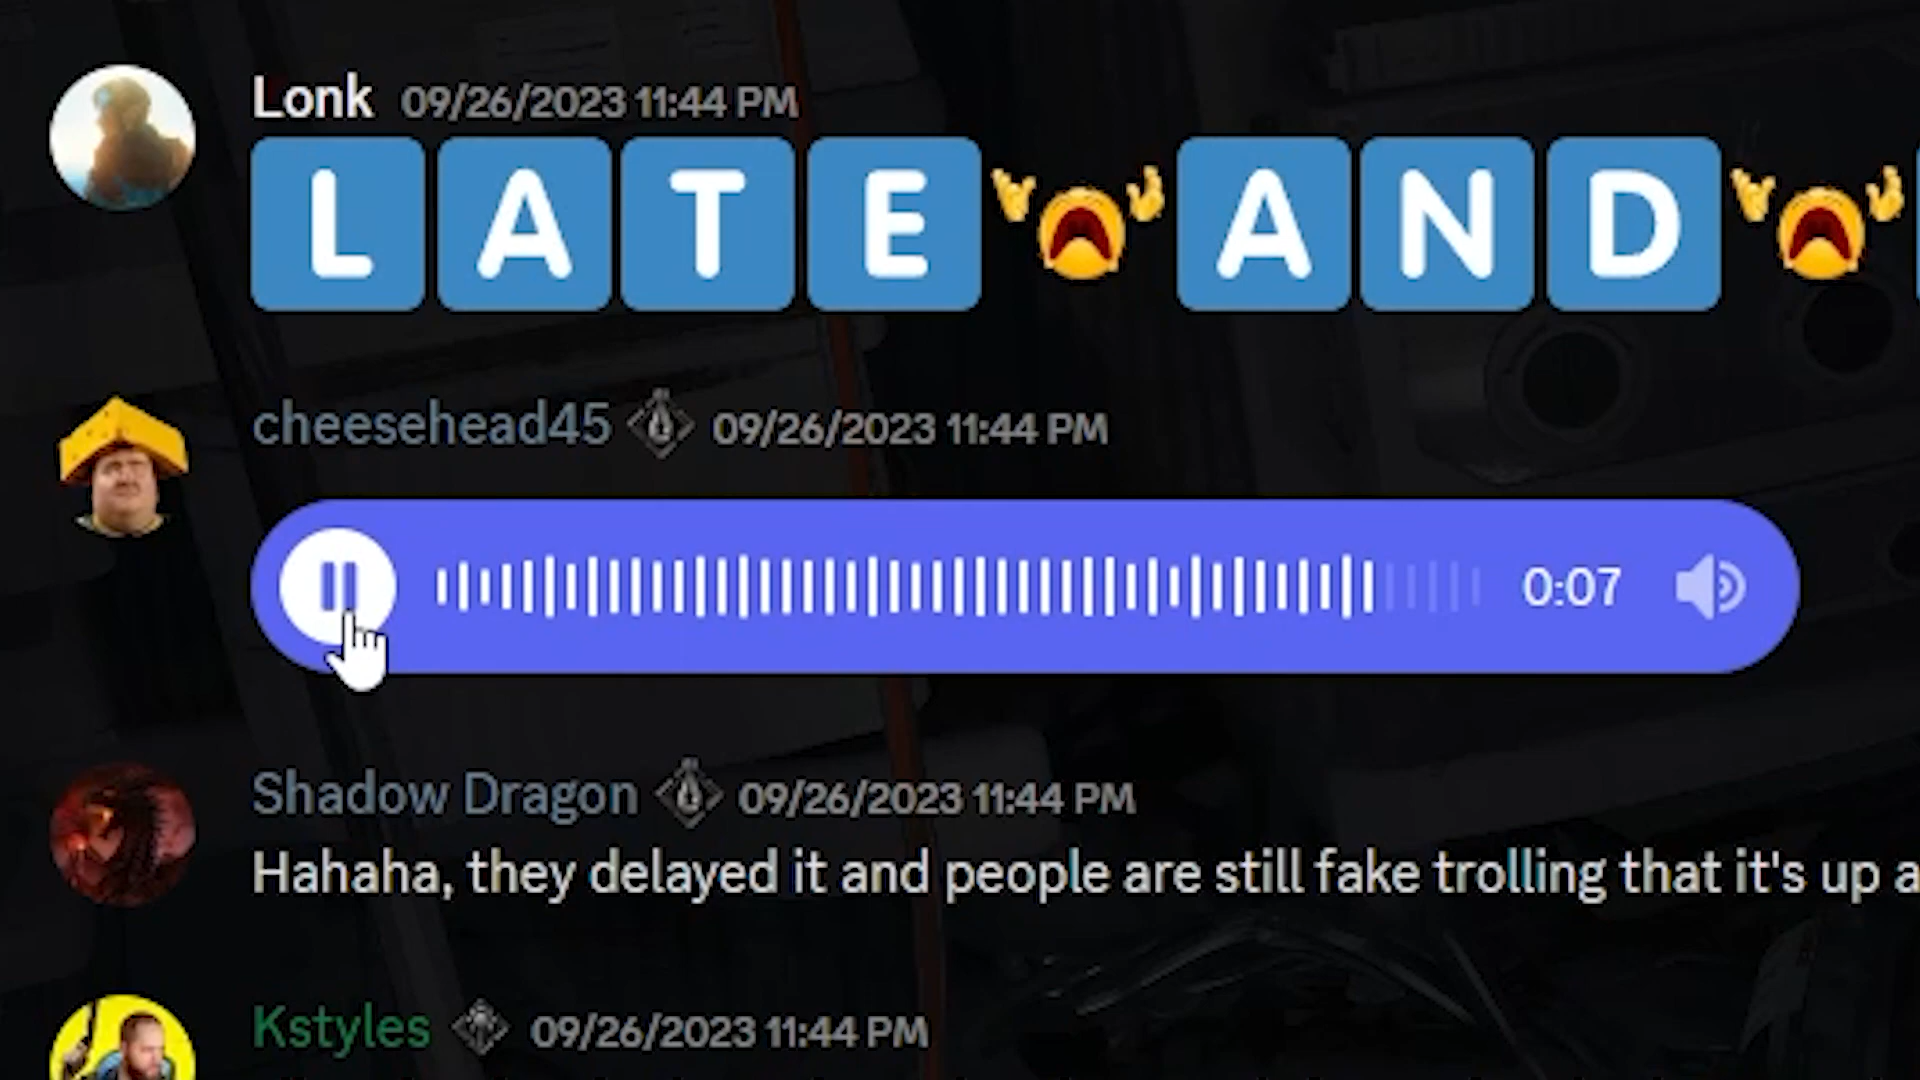 Lonk 09/26/2023 11:44 PM
LATE AND
cheesehead45 09/26/2023 11:44 PM
0:07
Shadow Dragon 09/26/2023 11:44 PM
Hahaha, they delayed it and people are still fake trolling that it's up a
Kstyles 09/26/2023 11:44 PM